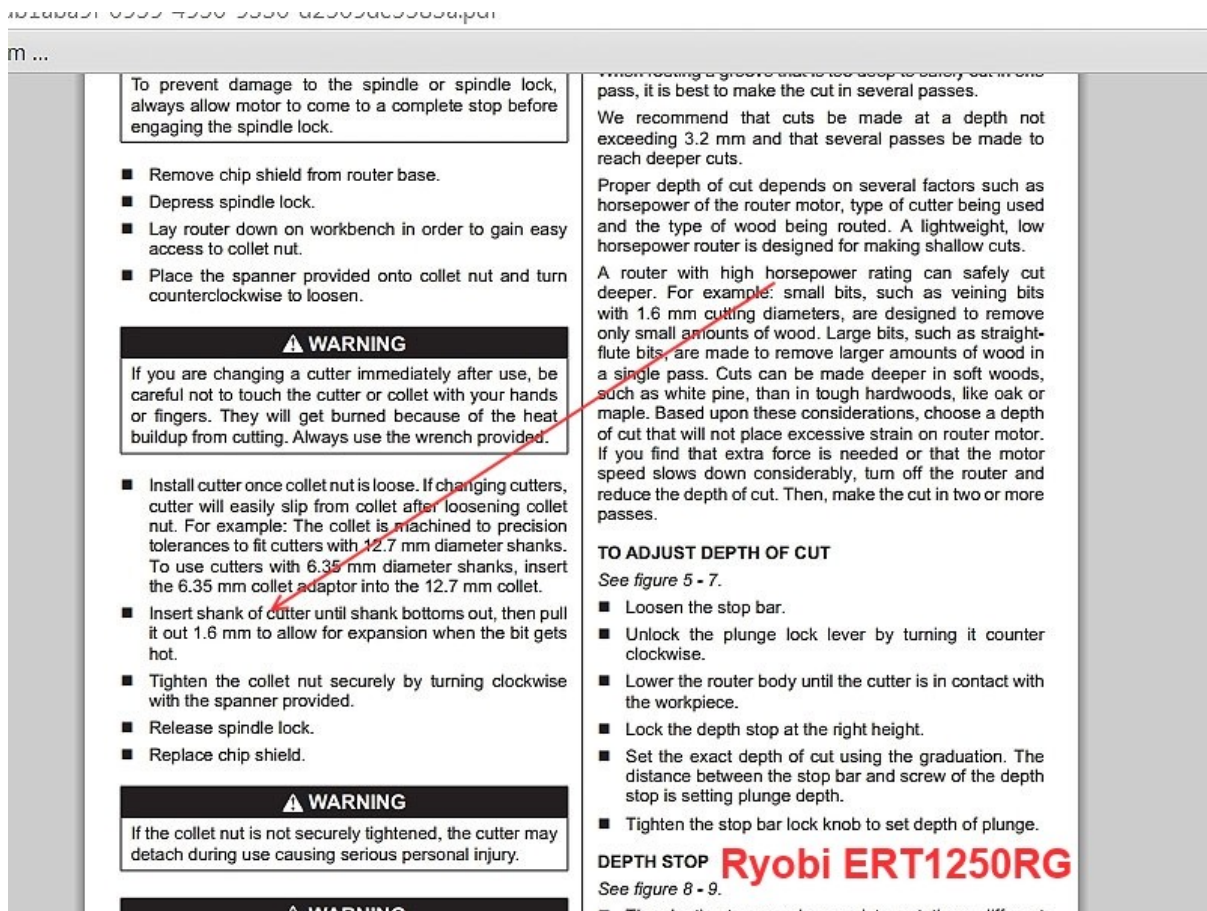 m ...
To prevent damage to the spindle or spindle lock,
always allow motor to come to a complete stop before
engaging the spindle lock.
■ Remove chip shield from router base.
■ Depress spindle lock.
■ Lay router down on workbench in order to gain easy
access to collet nut.
■ Place the spanner provided onto collet nut and turn
counterclockwise to loosen.
WARNING
If you are changing a cutter immediately after use, be
careful not to touch the cutter or collet with your hands
or fingers. They will get burned because of the heat
buildup from cutting. Always use the wrench provided.
■ Install cutter once collet nut is loose. If changing cutters,
cutter will easily slip from collet after loosening collet
nut. For example: The collet is machined to precision
tolerances to fit cutters with 12.7 mm diameter shanks.
To use cutters with 6.35 mm diameter shanks, insert
the 6.35 mm collet adaptor into the 12.7 mm collet.
■ Insert shank of cutter until shank bottoms out, then pull
it out 1.6 mm to allow for expansion when the bit gets
hot.
■ Tighten the collet nut securely by turning clockwise
with the spanner provided.
■ Release spindle lock.
■ Replace chip shield.
WARNING
If the collet nut is not securely tightened, the cutter may
detach during use causing serious personal injury.
WARNING
When routing a groove that is too deep to safely cut in one
pass, it is best to make the cut in several passes.
We recommend that cuts be made at a depth not
exceeding 3.2 mm and that several passes be made to
reach deeper cuts.
Proper depth of cut depends on several factors such as
horsepower of the router motor, type of cutter being used
and the type of wood being routed. A lightweight, low
horsepower router is designed for making shallow cuts.
A router with high horsepower rating can safely cut
deeper. For example: small bits, such as veining bits
with 1.6 mm cutting diameters, are designed to remove
only small amounts of wood. Large bits, such as straight-
flute bits, are made to remove larger amounts of wood in
a single pass. Cuts can be made deeper in soft woods,
such as white pine, than in tough hardwoods, like oak or
maple. Based upon these considerations, choose a depth
of cut that will not place excessive strain on router motor.
If you find that extra force is needed or that the motor
speed slows down considerably, turn off the router and
reduce the depth of cut. Then, make the cut in two or more
passes.
TO ADJUST DEPTH OF CUT
See figure 5 - 7.
■ Loosen the stop bar.
■ Unlock the plunge lock lever by turning it counter
clockwise.
■ Lower the router body until the cutter is in contact with
the workpiece.
■ Lock the depth stop at the right height.
■ Set the exact depth of cut using the graduation. The
distance between the stop bar and screw of the depth
stop is setting plunge depth.
■ Tighten the stop bar lock knob to set depth of plunge.
DEPTH STOP
Ryobi ERT1250RG
See figure 8 - 9.